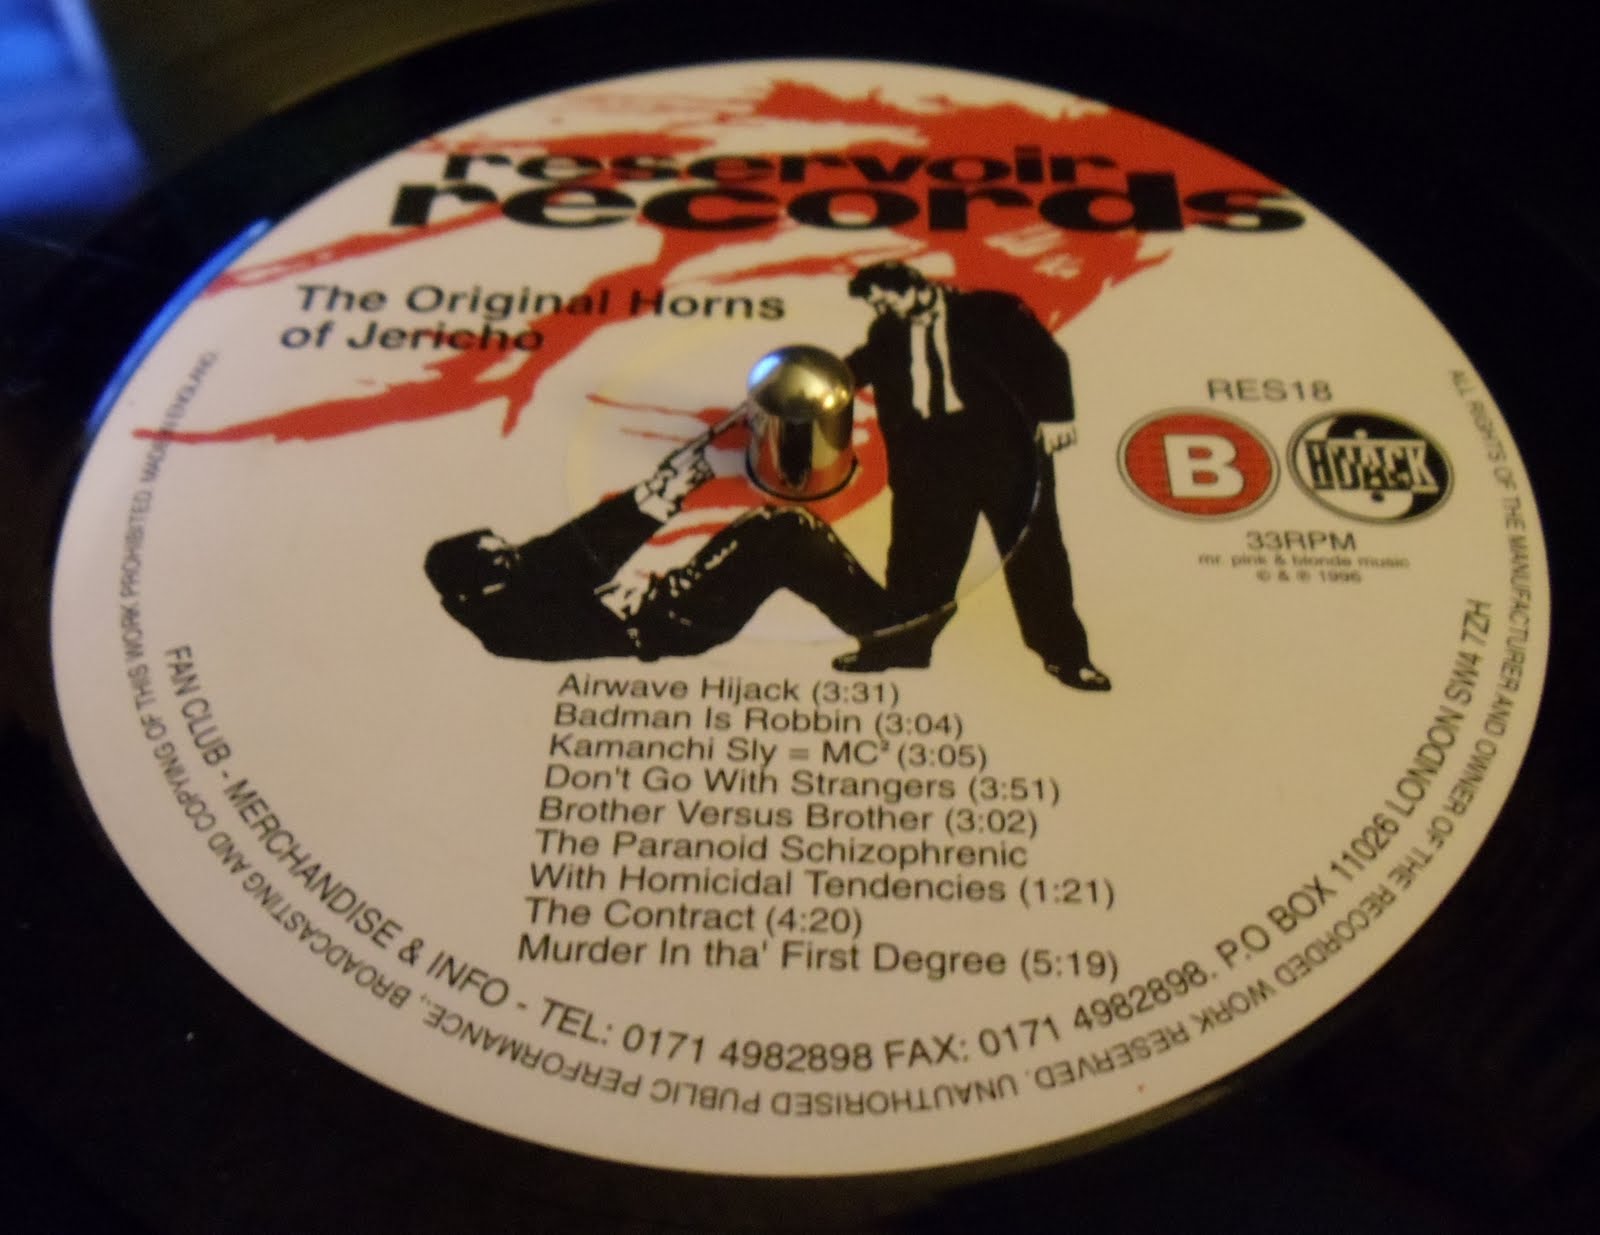 reservoir
records
The Original Horns
of Jericho
RES18
B
HIJACK
33RPM
mr. pink & blonde music
© & ℗ 1996
Airwave Hijack (3:31)
Badman Is Robbin (3:04)
Kamanchi Sly = MC² (3:05)
Don't Go With Strangers (3:51)
Brother Versus Brother (3:02)
The Paranoid Schizophrenic
With Homicidal Tendencies (1:21)
The Contract (4:20)
Murder In tha' First Degree (5:19)
FAN CLUB - MERCHANDISE & INFO - TEL: 0171 4982898 FAX: 0171 4982898. P.O BOX 11026 LONDON SW4 7ZH
ALL RIGHTS OF THE MANUFACTURER AND OWNER OF THE RECORDED WORK RESERVED. UNAUTHORISED PUBLIC PERFORMANCE, BROADCASTING AND COPYING OF THIS WORK PROHIBITED. MADE IN ENGLAND.